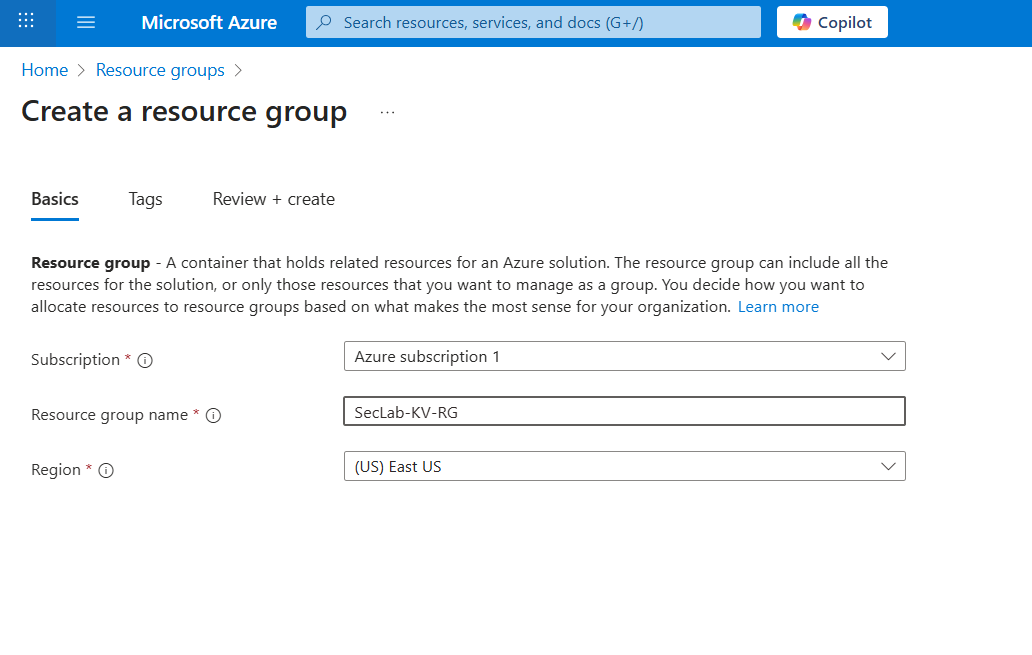 Microsoft Azure
Search resources, services, and docs (G+/)
Copilot
Home > Resource groups >
Create a resource group ...
Basics Tags Review + create
Resource group - A container that holds related resources for an Azure solution. The resource group can include all the
resources for the solution, or only those resources that you want to manage as a group. You decide how you want to
allocate resources to resource groups based on what makes the most sense for your organization. Learn more
Subscription *
Azure subscription 1
Resource group name *
SecLab-KV-RG
Region *
(US) East US